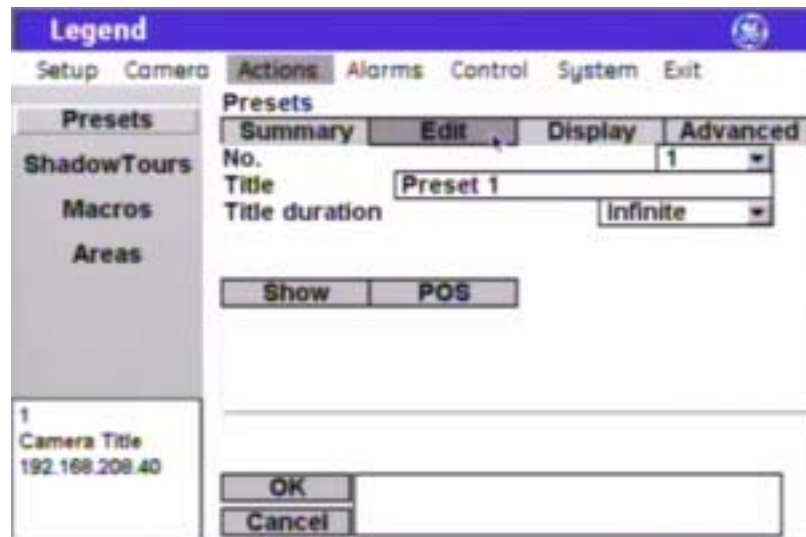 Legend
Setup Camera Actions Alarms Control System Exit
Presets
ShadowTours
Macros
Areas
Presets
Summary Edit Display Advanced
No. 1
Title Preset 1
Title duration Infinite
Show POS
1
Camera Title
192.168.208.40
OK
Cancel